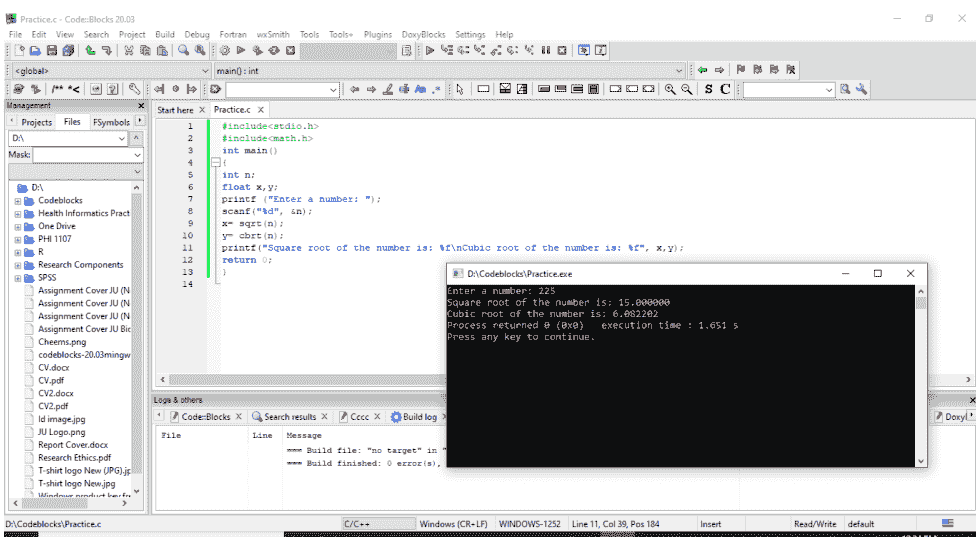 Practice.c - Code::Blocks 20.03
File Edit View Search Project Build Debug Fortran wxSmith Tools Tools+ Plugins DoxyBlocks Settings Help
<global>
main() : int
S C
Management
Projects Files FSymbols
D:\
Mask:
D:\
Codeblocks
Health Informatics Pract
One Drive
PHI 1107
R
Research Components
SPSS
Assignment Cover JU (N
Assignment Cover JU (N
Assignment Cover JU (N
Assignment Cover JU Bic
Cheems.png
codeblocks-20.03mingw
CV.docx
CV.pdf
CV2.docx
CV2.pdf
Id image.jpg
JU Logo.png
Report Cover.docx
Research Ethics.pdf
T-shirt logo New (JPG).jp
T-shirt logo New.jpg
Windows product key fr
Start here Practice.c
1 #include<stdio.h>
2 #include<math.h>
3 int main()
4 {
5 int n;
6 float x,y;
7 printf ("Enter a number: ");
8 scanf("%d", &n);
9 x= sqrt(n);
10 y= cbrt(n);
11 printf("Square root of the number is: %f\nCubic root of the number is: %f", x,y);
12 return 0;
13 }
14
D:\Codeblocks\Practice.exe
Enter a number: 225
Square root of the number is: 15.000000
Cubic root of the number is: 6.082202
Process returned 0 (0x0) execution time : 1.651 s
Press any key to continue.
Logs & others
Code::Blocks Search results Cccc Build log Doxy
File Line Message
=== Build file: "no target" in "
=== Build finished: 0 error(s),
D:\Codeblocks\Practice.c C/C++ Windows (CR+LF) WINDOWS-1252 Line 11, Col 39, Pos 184 Insert Read/Write default